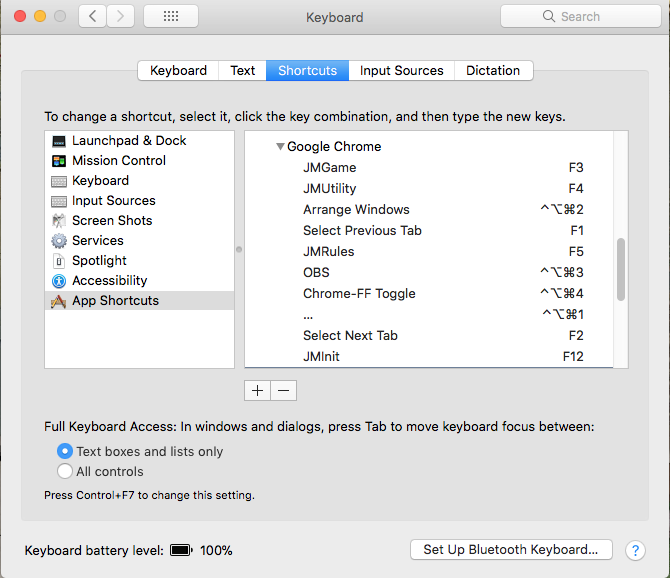 Keyboard
Search
Keyboard Text Shortcuts Input Sources Dictation
To change a shortcut, select it, click the key combination, and then type the new keys.
Launchpad & Dock
Mission Control
Keyboard
Input Sources
Screen Shots
Services
Spotlight
Accessibility
App Shortcuts
Google Chrome
JMGame F3
JMUtility F4
Arrange Windows ^⌥⌘2
Select Previous Tab F1
JMRules F5
OBS ^⌥⌘3
Chrome-FF Toggle ^⌥⌘4
... ^⌥⌘1
Select Next Tab F2
JMInit F12
+ −
Full Keyboard Access: In windows and dialogs, press Tab to move keyboard focus between:
Text boxes and lists only
All controls
Press Control+F7 to change this setting.
Keyboard battery level: 100%
Set Up Bluetooth Keyboard... ?